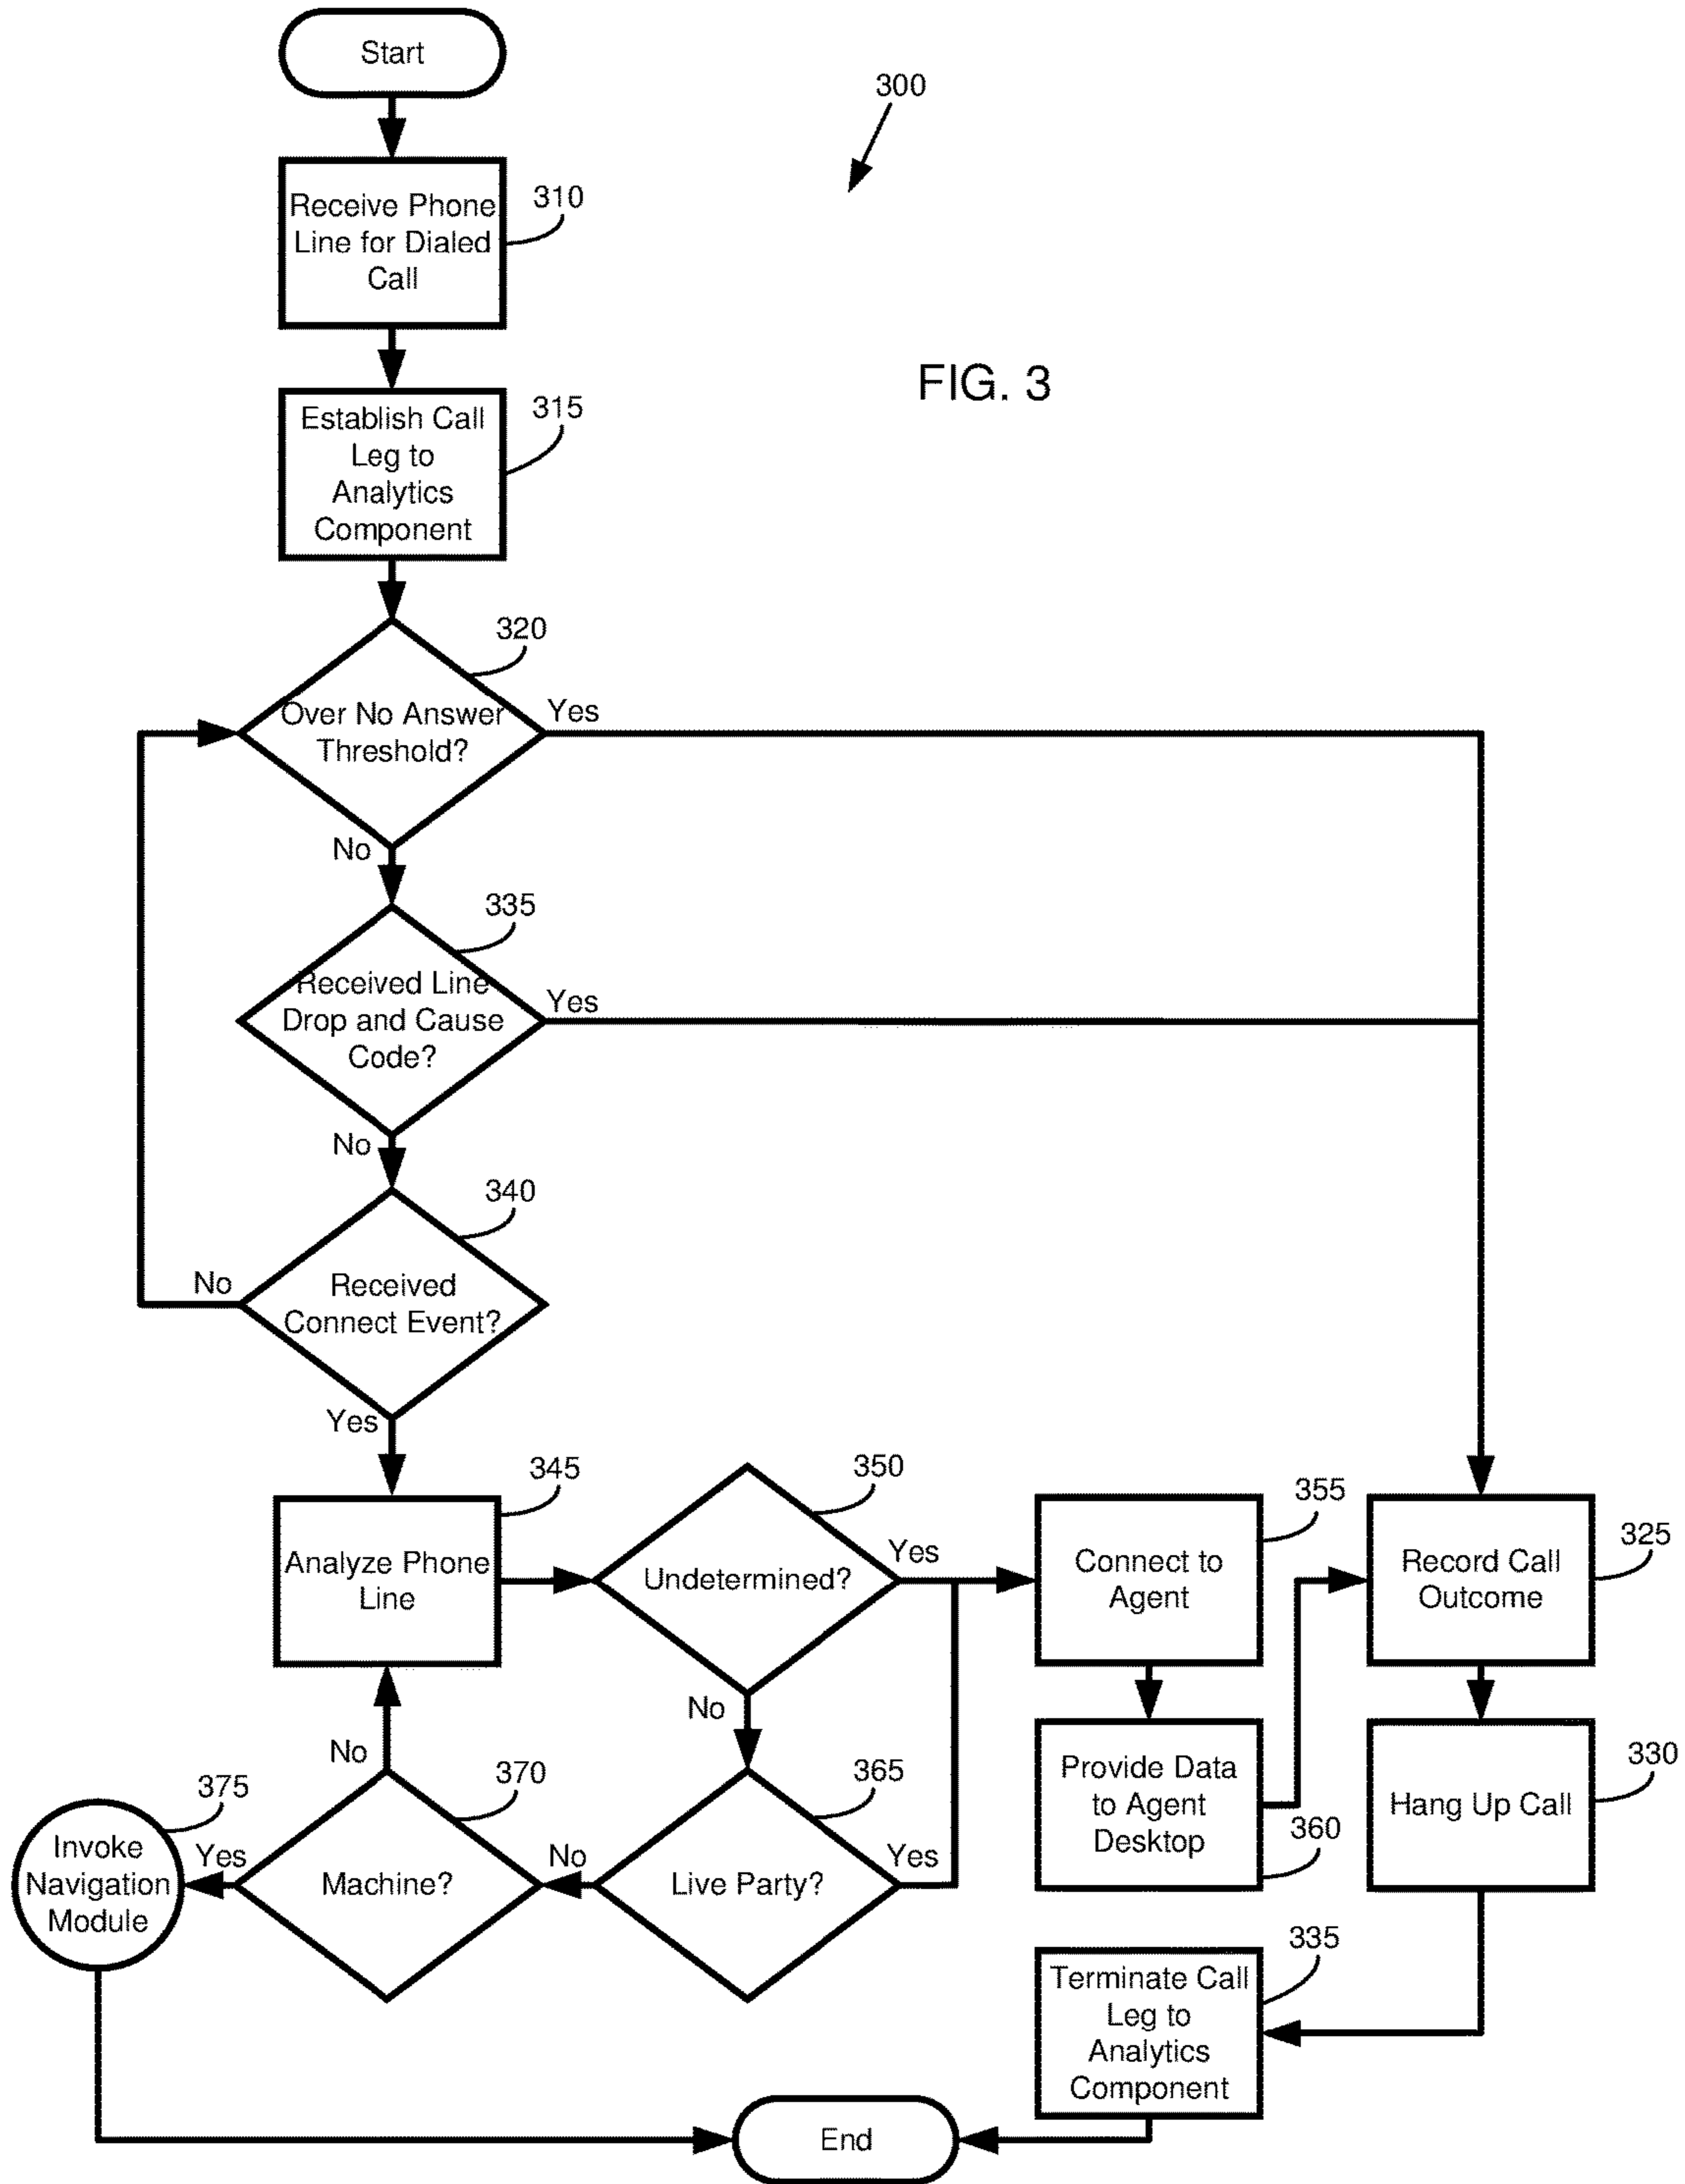 Start
300
Receive Phone
Line for Dialed
Call
310
FIG. 3
Establish Call
Leg to
Analytics
Component
315
320
Over No Answer
Threshold?
Yes
No
335
Received Line
Drop and Cause
Code?
Yes
No
340
Received
Connect Event?
No
Yes
345
Analyze Phone
Line
350
Undetermined?
Yes
No
355
Connect to
Agent
325
Record Call
Outcome
No
375
Invoke
Navigation
Module
Yes
370
Machine?
No
365
Live Party?
Yes
Provide Data
to Agent
Desktop
360
330
Hang Up Call
335
Terminate Call
Leg to
Analytics
Component
End